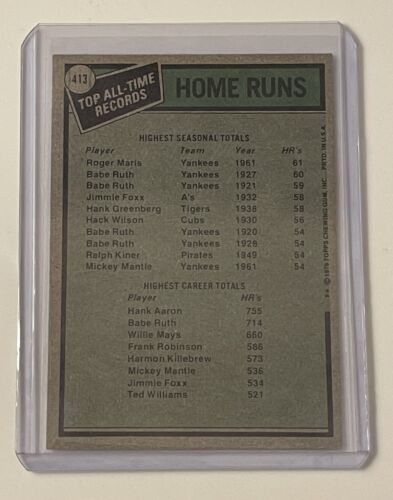 413
TOP ALL-TIME
RECORDS
HOME RUNS
HIGHEST SEASONAL TOTALS
Player Team Year HR's
Roger Maris Yankees 1961 61
Babe Ruth Yankees 1927 60
Babe Ruth Yankees 1921 59
Jimmie Foxx A's 1932 58
Hank Greenberg Tigers 1938 58
Hack Wilson Cubs 1930 56
Babe Ruth Yankees 1920 54
Babe Ruth Yankees 1928 54
Ralph Kiner Pirates 1949 54
Mickey Mantle Yankees 1961 54
HIGHEST CAREER TOTALS
Player HR's
Hank Aaron 755
Babe Ruth 714
Willie Mays 660
Frank Robinson 586
Harmon Killebrew 573
Mickey Mantle 536
Jimmie Foxx 534
Ted Williams 521
© 1979 TOPPS CHEWING GUM, INC. PRTD. IN U.S.A.